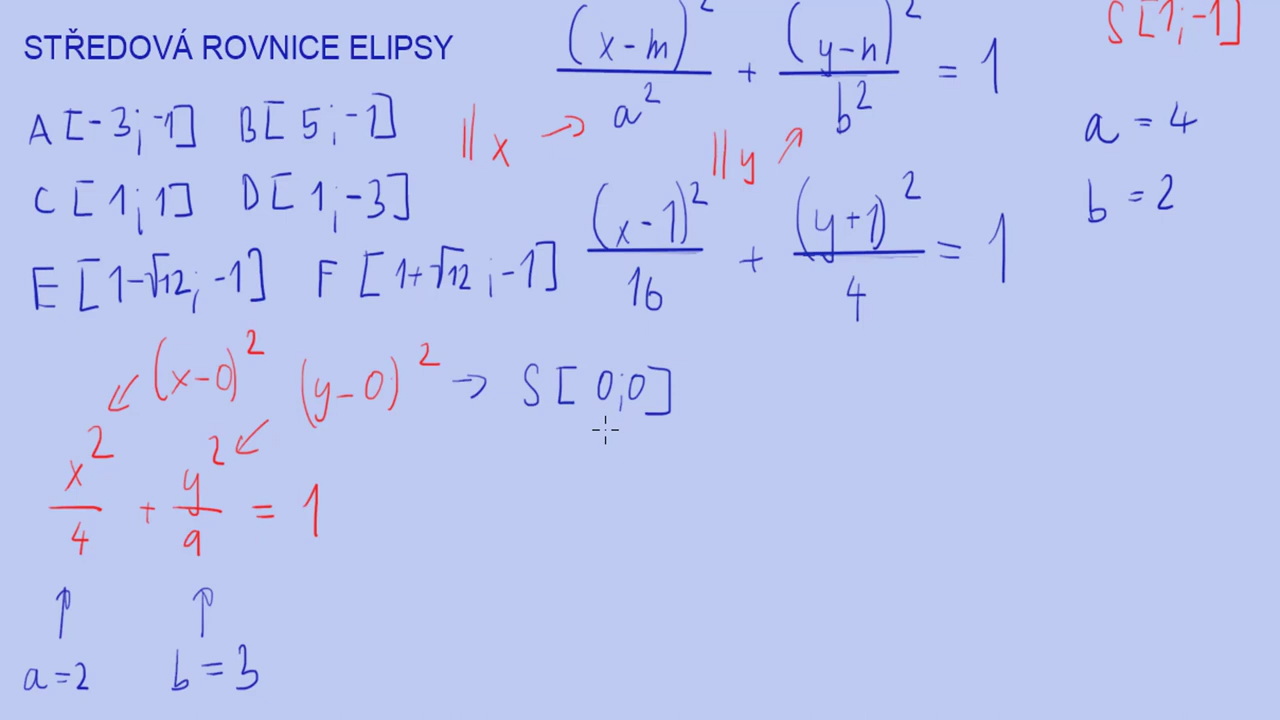 STŘEDOVÁ ROVNICE ELIPSY
(x-m)²/a² + (y-n)²/b² = 1
S[1;-1]
A[-3;-1] B[5;-1]
|| x → || y ↗
a = 4
C[1;1] D[1;-3]
(x-1)²/16 + (y+1)²/4 = 1
b = 2
E[1-√12;-1] F[1+√12;-1]
(x-0)² (y-0)² → S[0;0]
x²/4 + y²/9 = 1
a=2 b=3